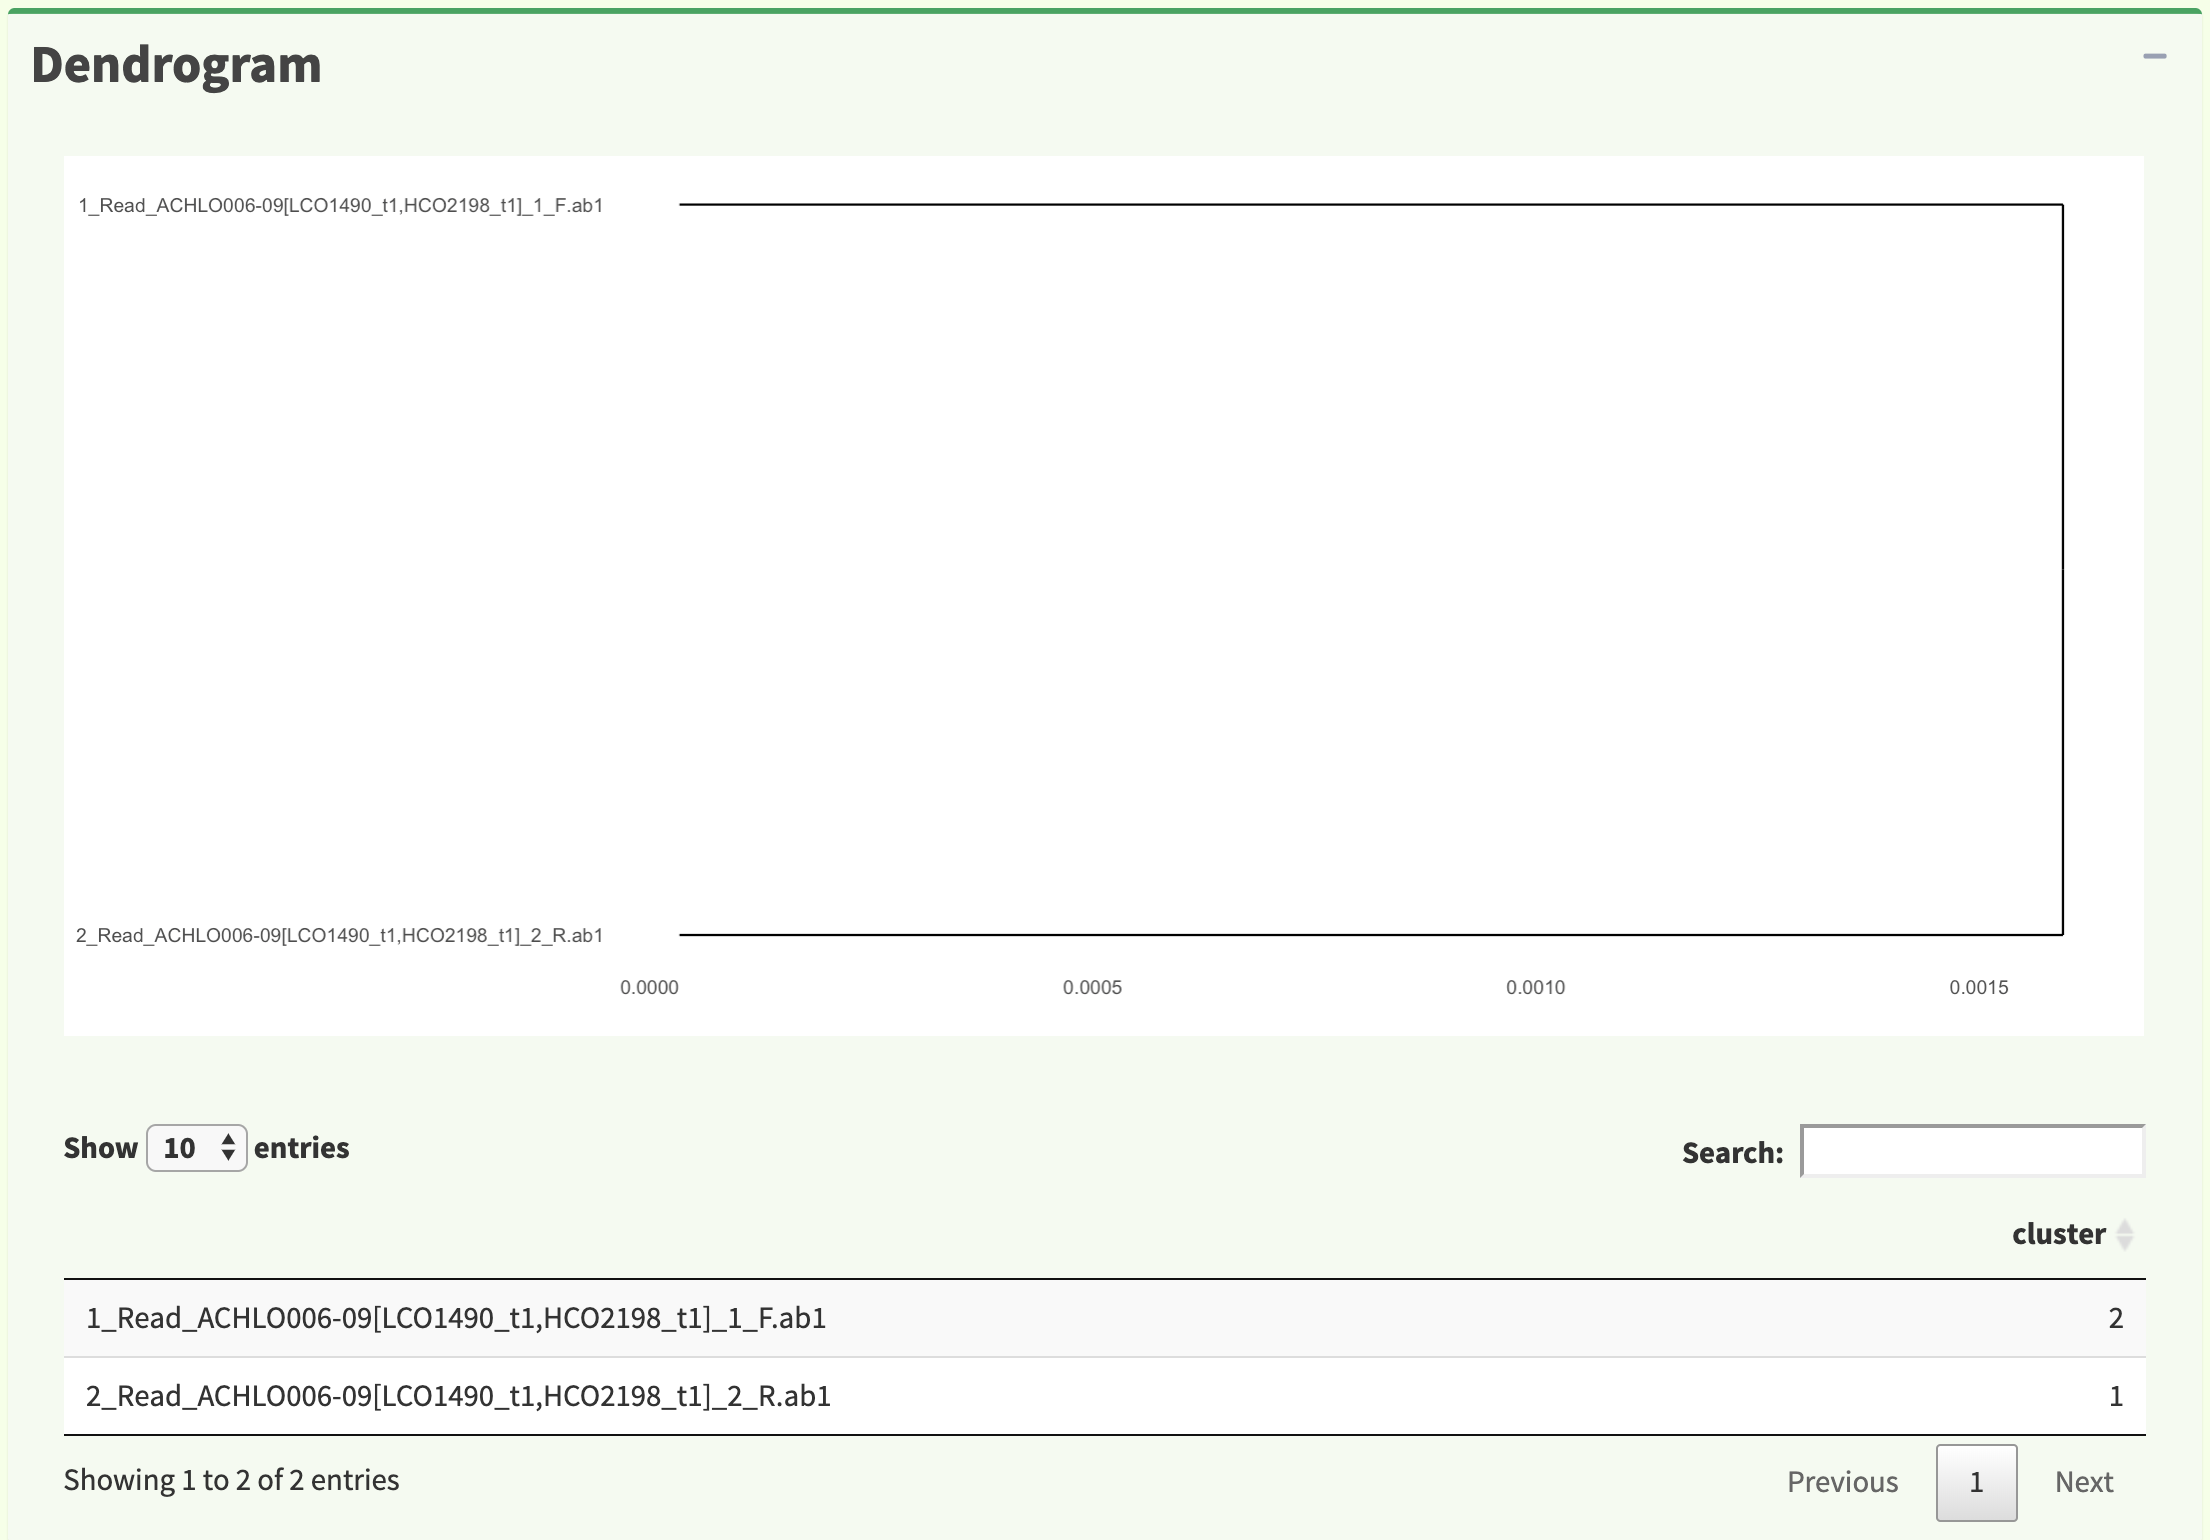 Dendrogram
1_Read_ACHLO006-09[LCO1490_t1,HCO2198_t1]_1_F.ab1
2_Read_ACHLO006-09[LCO1490_t1,HCO2198_t1]_2_R.ab1
0.0000 0.0005 0.0010 0.0015
Show 10 entries Search:
cluster
1_Read_ACHLO006-09[LCO1490_t1,HCO2198_t1]_1_F.ab1 2
2_Read_ACHLO006-09[LCO1490_t1,HCO2198_t1]_2_R.ab1 1
Showing 1 to 2 of 2 entries Previous 1 Next